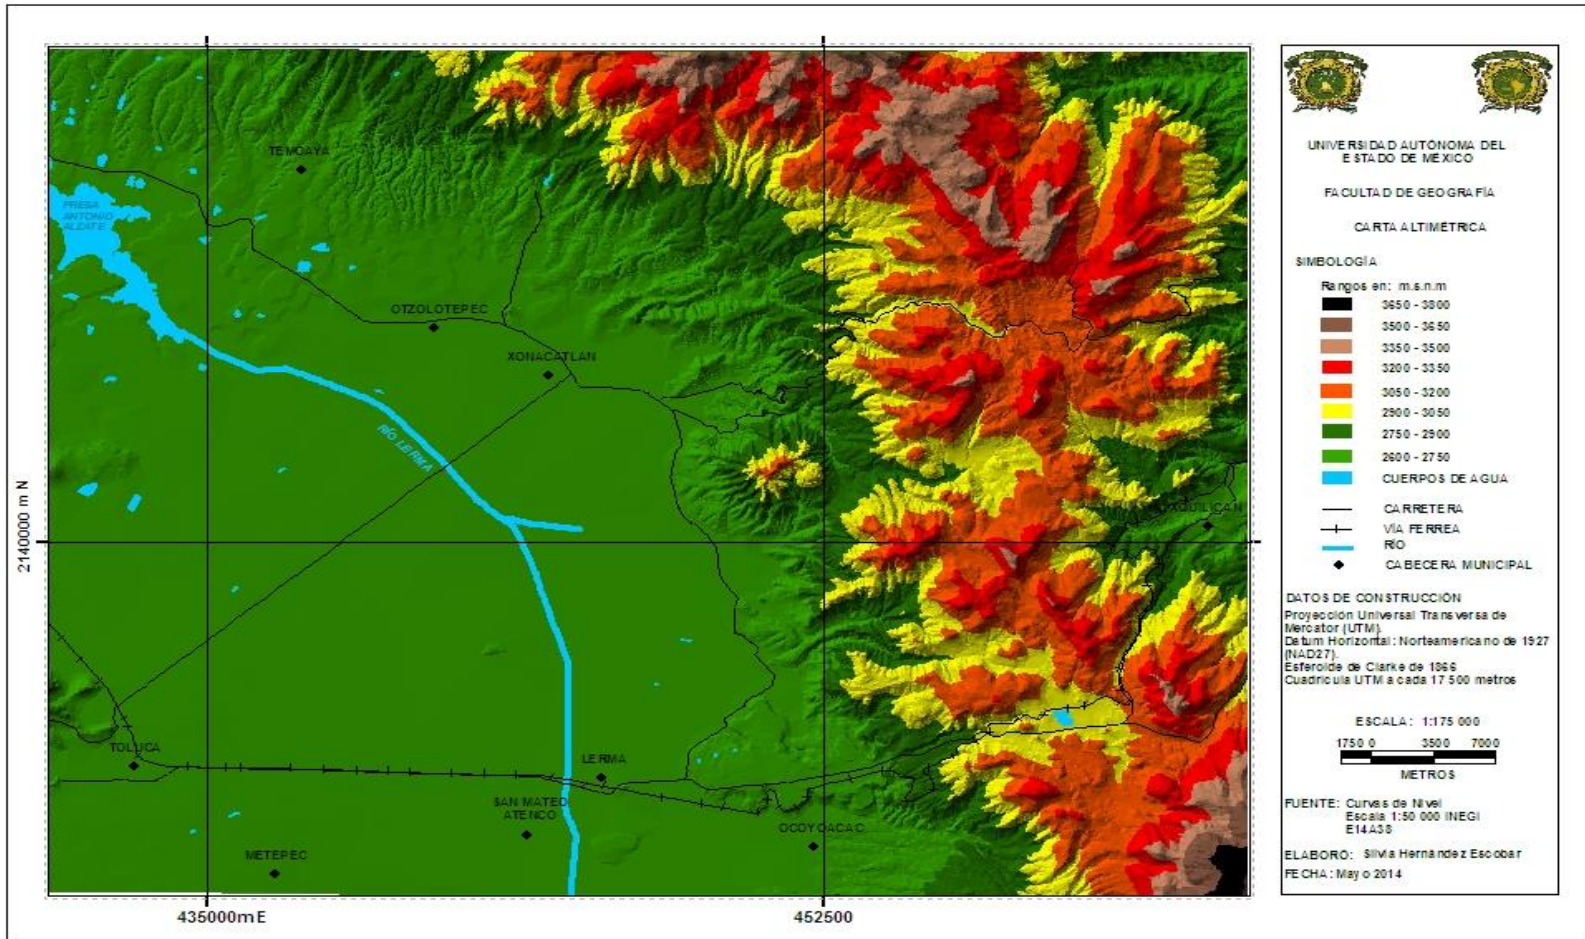 TEMOAYA
PRESA
ANTONIO
ALZATE
OTZOLOTEPEC
XONACATLAN
RÍO LERMA
2140000 m N
TOLUCA
LERMA
SAN MATEO
ATENCO
OCOYOACAC
METEPEC
435000mE
452500
UNIVERSIDAD AUTÓNOMA DEL
ESTADO DE MÉXICO
FACULTAD DE GEOGRAFÍA
CARTA ALTIMÉTRICA
SIMBOLOGÍA
Rangos en: m.s.n.m
3650 - 3800
3500 - 3650
3350 - 3500
3200 - 3350
3050 - 3200
2900 - 3050
2750 - 2900
2600 - 2750
CUERPOS DE AGUA
CARRETERA
VÍA FERREA
RÍO
CABECERA MUNICIPAL
DATOS DE CONSTRUCCIÓN
Proyección Universal Transversa de
Mercator (UTM).
Datum Horizontal: Norteamericano de 1927
(NAD27).
Esferoide de Clarke de 1866
Cuadricula UTM a cada 17 500 metros
ESCALA: 1:175 000
1750 0 3500 7000
METROS
FUENTE: Curvas de Nivel
Escala 1:50 000 INEGI
E14A38
ELABORÓ: Silvia Hernández Escobar
FECHA: Mayo 2014